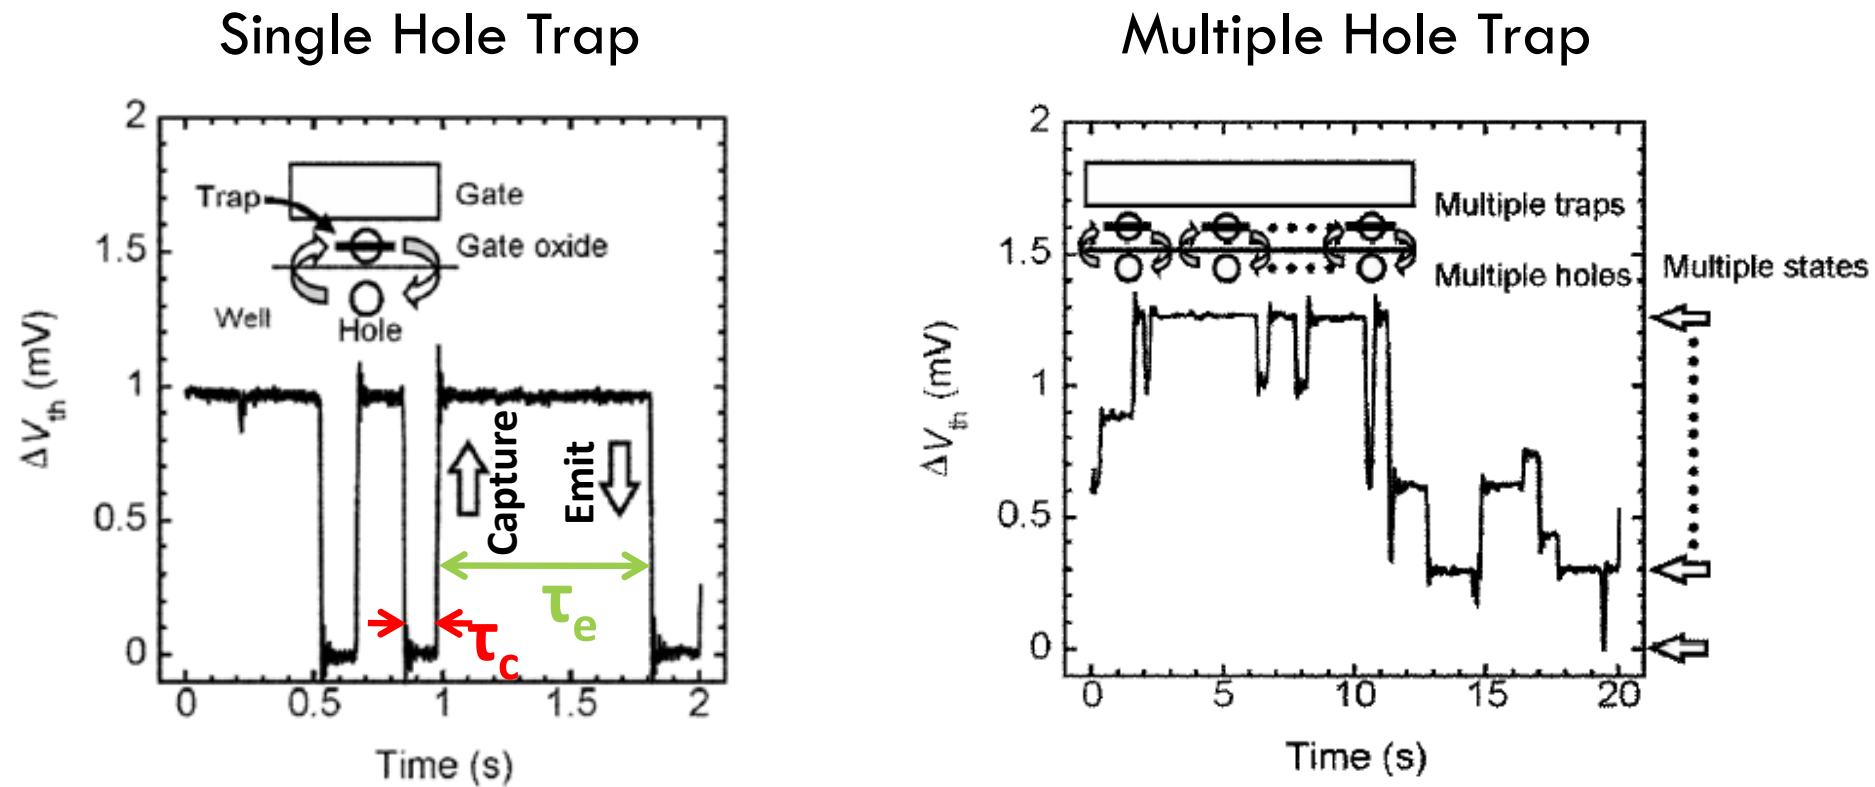 Single Hole Trap
2
1.5
1
0.5
0
ΔVth (mV)
Trap
Gate
Gate oxide
Well
Hole
Capture
Emit
τe
τc
0
0.5
1
1.5
2
Time (s)
Multiple Hole Trap
2
1.5
1
0.5
0
ΔVth (mV)
Multiple traps
Multiple holes
Multiple states
0
5
10
15
20
Time (s)